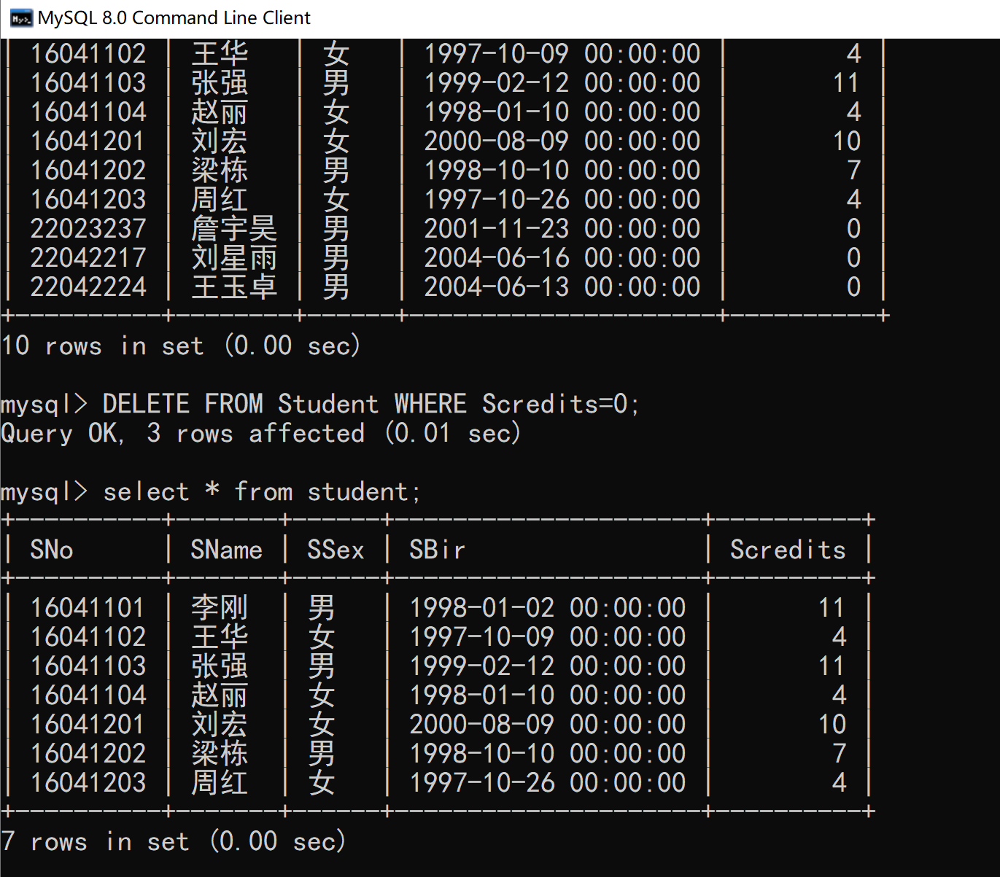 MySQL 8.0 Command Line Client
| 16041102 | 王华   | 女   | 1997-10-09 00:00:00 |        4 |
| 16041103 | 张强   | 男   | 1999-02-12 00:00:00 |       11 |
| 16041104 | 赵丽   | 女   | 1998-01-10 00:00:00 |        4 |
| 16041201 | 刘宏   | 女   | 2000-08-09 00:00:00 |       10 |
| 16041202 | 梁栋   | 男   | 1998-10-10 00:00:00 |        7 |
| 16041203 | 周红   | 女   | 1997-10-26 00:00:00 |        4 |
| 22023237 | 詹宇昊 | 男   | 2001-11-23 00:00:00 |        0 |
| 22042217 | 刘星雨 | 男   | 2004-06-16 00:00:00 |        0 |
| 22042224 | 王玉卓 | 男   | 2004-06-13 00:00:00 |        0 |
+----------+--------+------+---------------------+----------+
10 rows in set (0.00 sec)
mysql> DELETE FROM Student WHERE Scredits=0;
Query OK, 3 rows affected (0.01 sec)
mysql> select * from student;
+----------+-------+------+---------------------+----------+
| SNo      | SName | SSex | SBir                | Scredits |
+----------+-------+------+---------------------+----------+
| 16041101 | 李刚  | 男   | 1998-01-02 00:00:00 |       11 |
| 16041102 | 王华  | 女   | 1997-10-09 00:00:00 |        4 |
| 16041103 | 张强  | 男   | 1999-02-12 00:00:00 |       11 |
| 16041104 | 赵丽  | 女   | 1998-01-10 00:00:00 |        4 |
| 16041201 | 刘宏  | 女   | 2000-08-09 00:00:00 |       10 |
| 16041202 | 梁栋  | 男   | 1998-10-10 00:00:00 |        7 |
| 16041203 | 周红  | 女   | 1997-10-26 00:00:00 |        4 |
+----------+-------+------+---------------------+----------+
7 rows in set (0.00 sec)